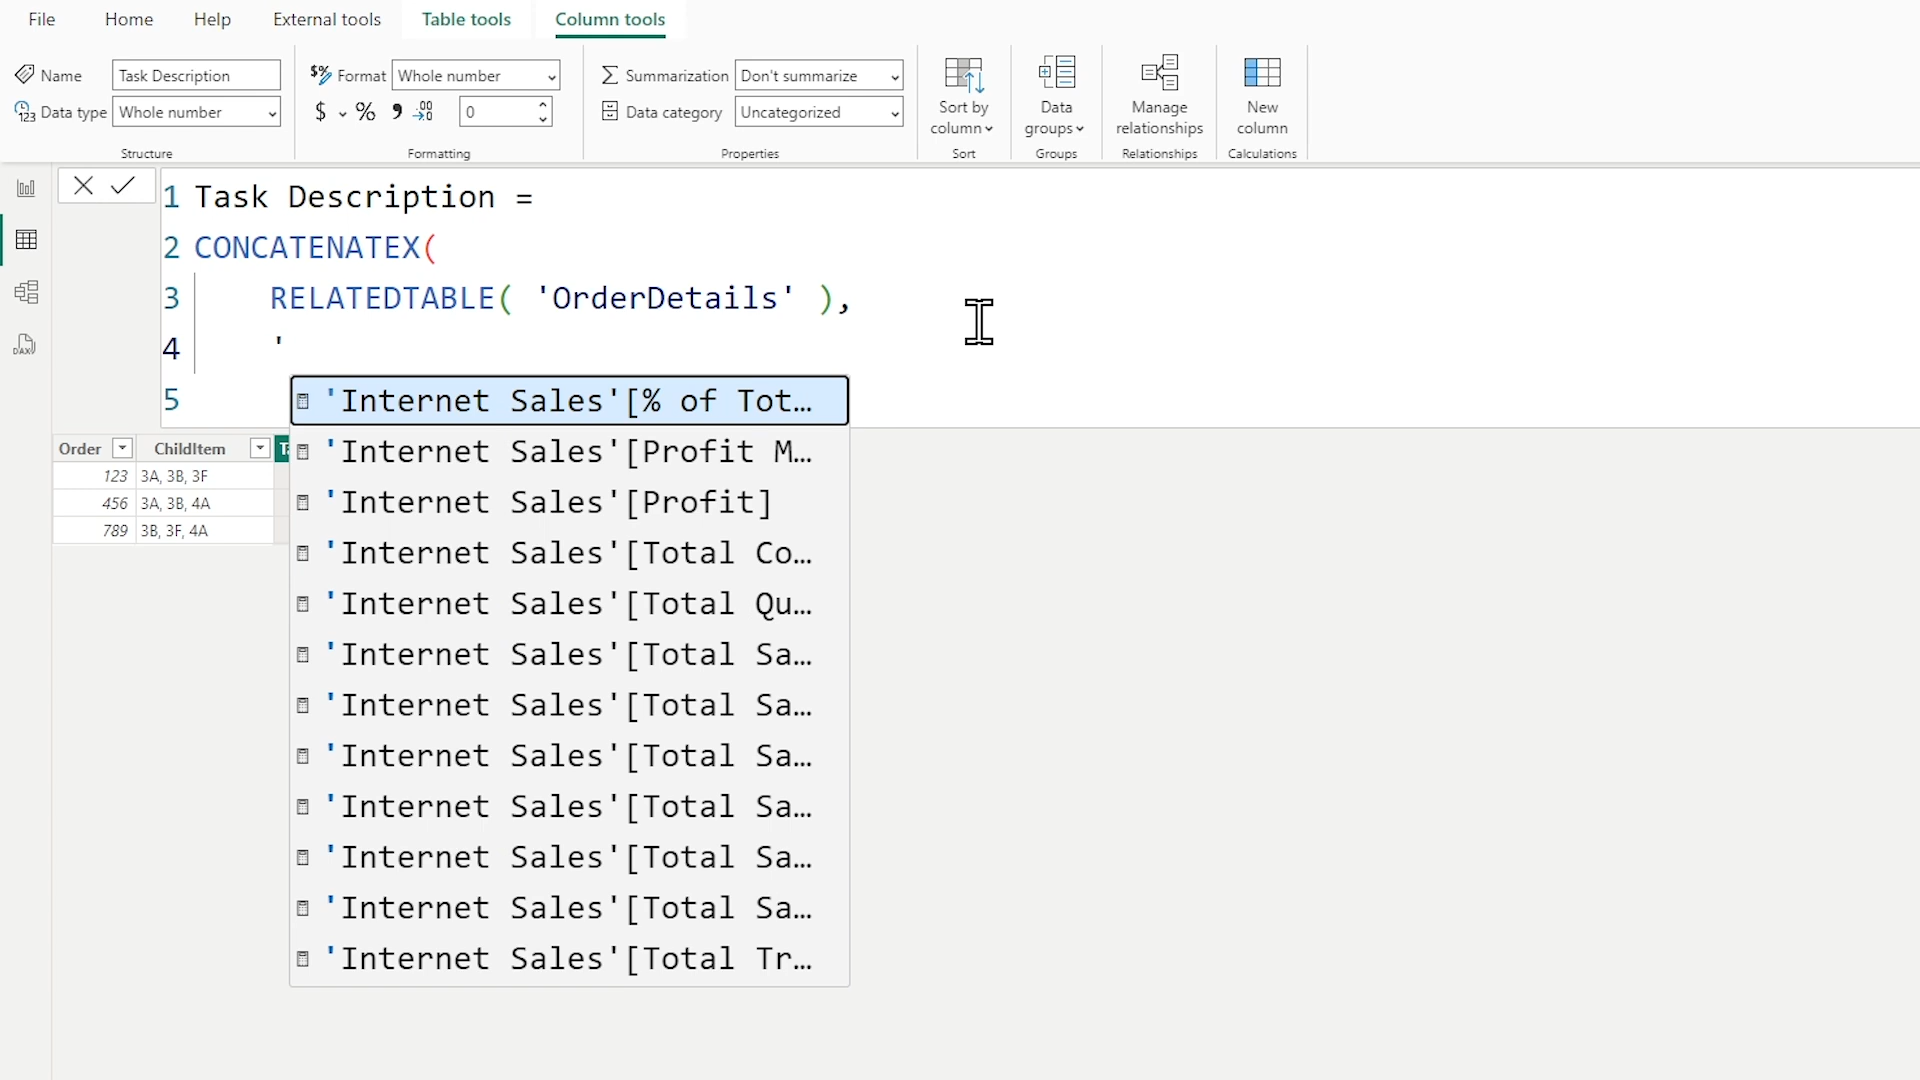 File Home Help External tools Table tools Column tools
Name Task Description
$% Format Whole number
Σ Summarization Don't summarize
Data type Whole number
$ % , .00 0
Data category Uncategorized
Sort by column
Data groups
Manage relationships
New column
Structure Formatting Properties Sort Groups Relationships Calculations
1 Task Description =
2 CONCATENATEX(
3 RELATEDTABLE( 'OrderDetails' ),
4 '
5
'Internet Sales'[% of Tot…
'Internet Sales'[Profit M…
'Internet Sales'[Profit]
'Internet Sales'[Total Co…
'Internet Sales'[Total Qu…
'Internet Sales'[Total Sa…
'Internet Sales'[Total Sa…
'Internet Sales'[Total Sa…
'Internet Sales'[Total Sa…
'Internet Sales'[Total Sa…
'Internet Sales'[Total Sa…
'Internet Sales'[Total Tr…
Order ChildItem
123 3A, 3B, 3F
456 3A, 3B, 4A
789 3B, 3F, 4A
DAX